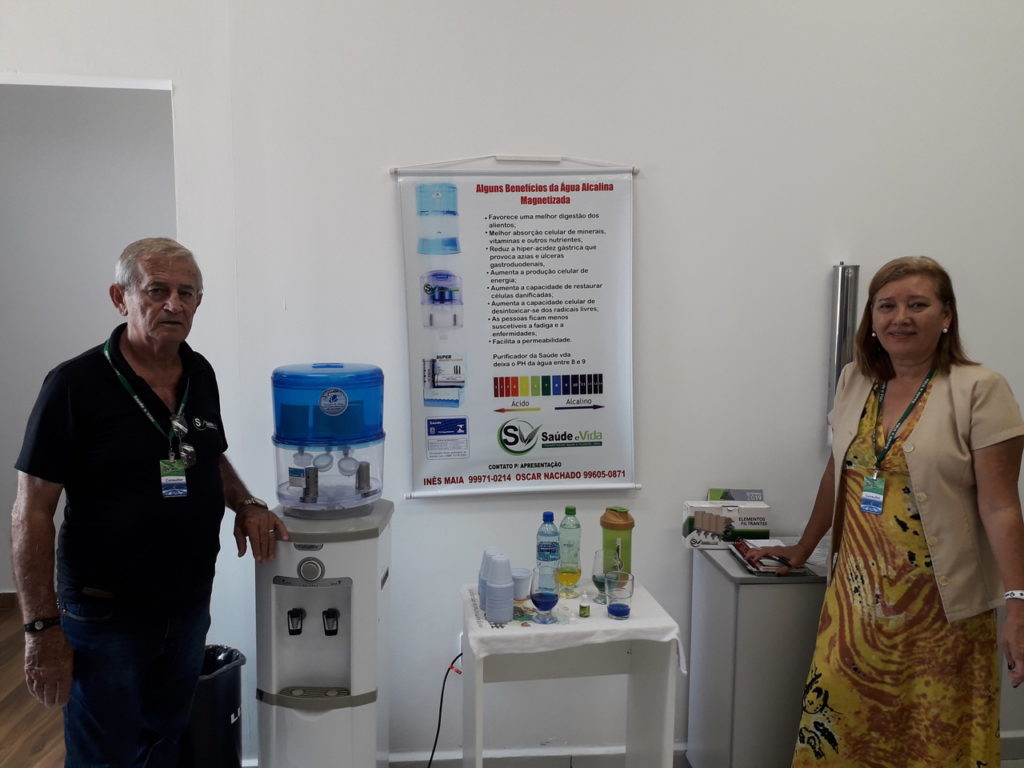 Alguns Benefícios da Água Alcalina
Magnetizada
• Favorece uma melhor digestão dos
alientos;
• Melhor absorção celular de minerais,
vitaminas e outros nutrientes,
• Reduz a hiper-acidez gástrica que
provoca azias e úlceras
gastroduodenais,
• Aumenta a produção celular de
energia;
• Aumenta a capacidade de restaurar
células danificadas;
• Aumenta a capacidade celular de
desintoxicar-se dos radicais livres;
• As pessoas ficam menos
suscetíveis a fadiga e a
enfermidades;
• Facilita a permeabilidade.
Purificador da Saúde vda
deixa o PH da água entre 8 e 9
Ácido
Alcalino
SV Saúde e Vida
CONTATO P/ APRESENTAÇÃO
INÊS MAIA 99971-0214 OSCAR NACHADO 99605-0871
SUPER
2019
ELEMENTOS
FILTRANTES